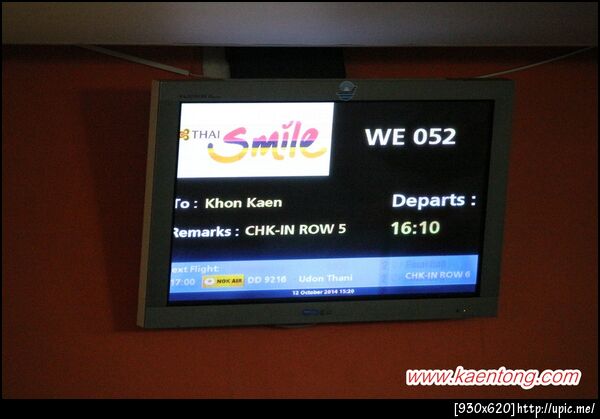 THAI Smile
WE 052
To : Khon Kaen
Departs :
Remarks : CHK-IN ROW 5
16:10
Next Flight:
17:00 NOK AIR DD 9216 Udon Thani CHK-IN ROW 6
12 October 2014 15:20
www.kaentong.com
[930x620]http://upic.me/